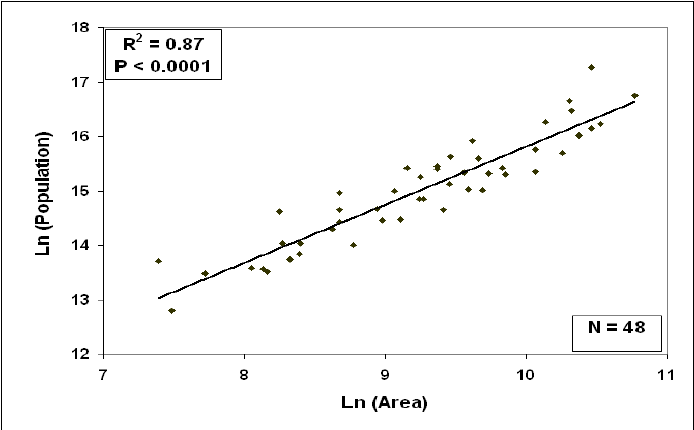 18
R² = 0.87
P < 0.0001
17
16
15
14
13
12
Ln (Population)
N = 48
7 8 9 10 11
Ln (Area)